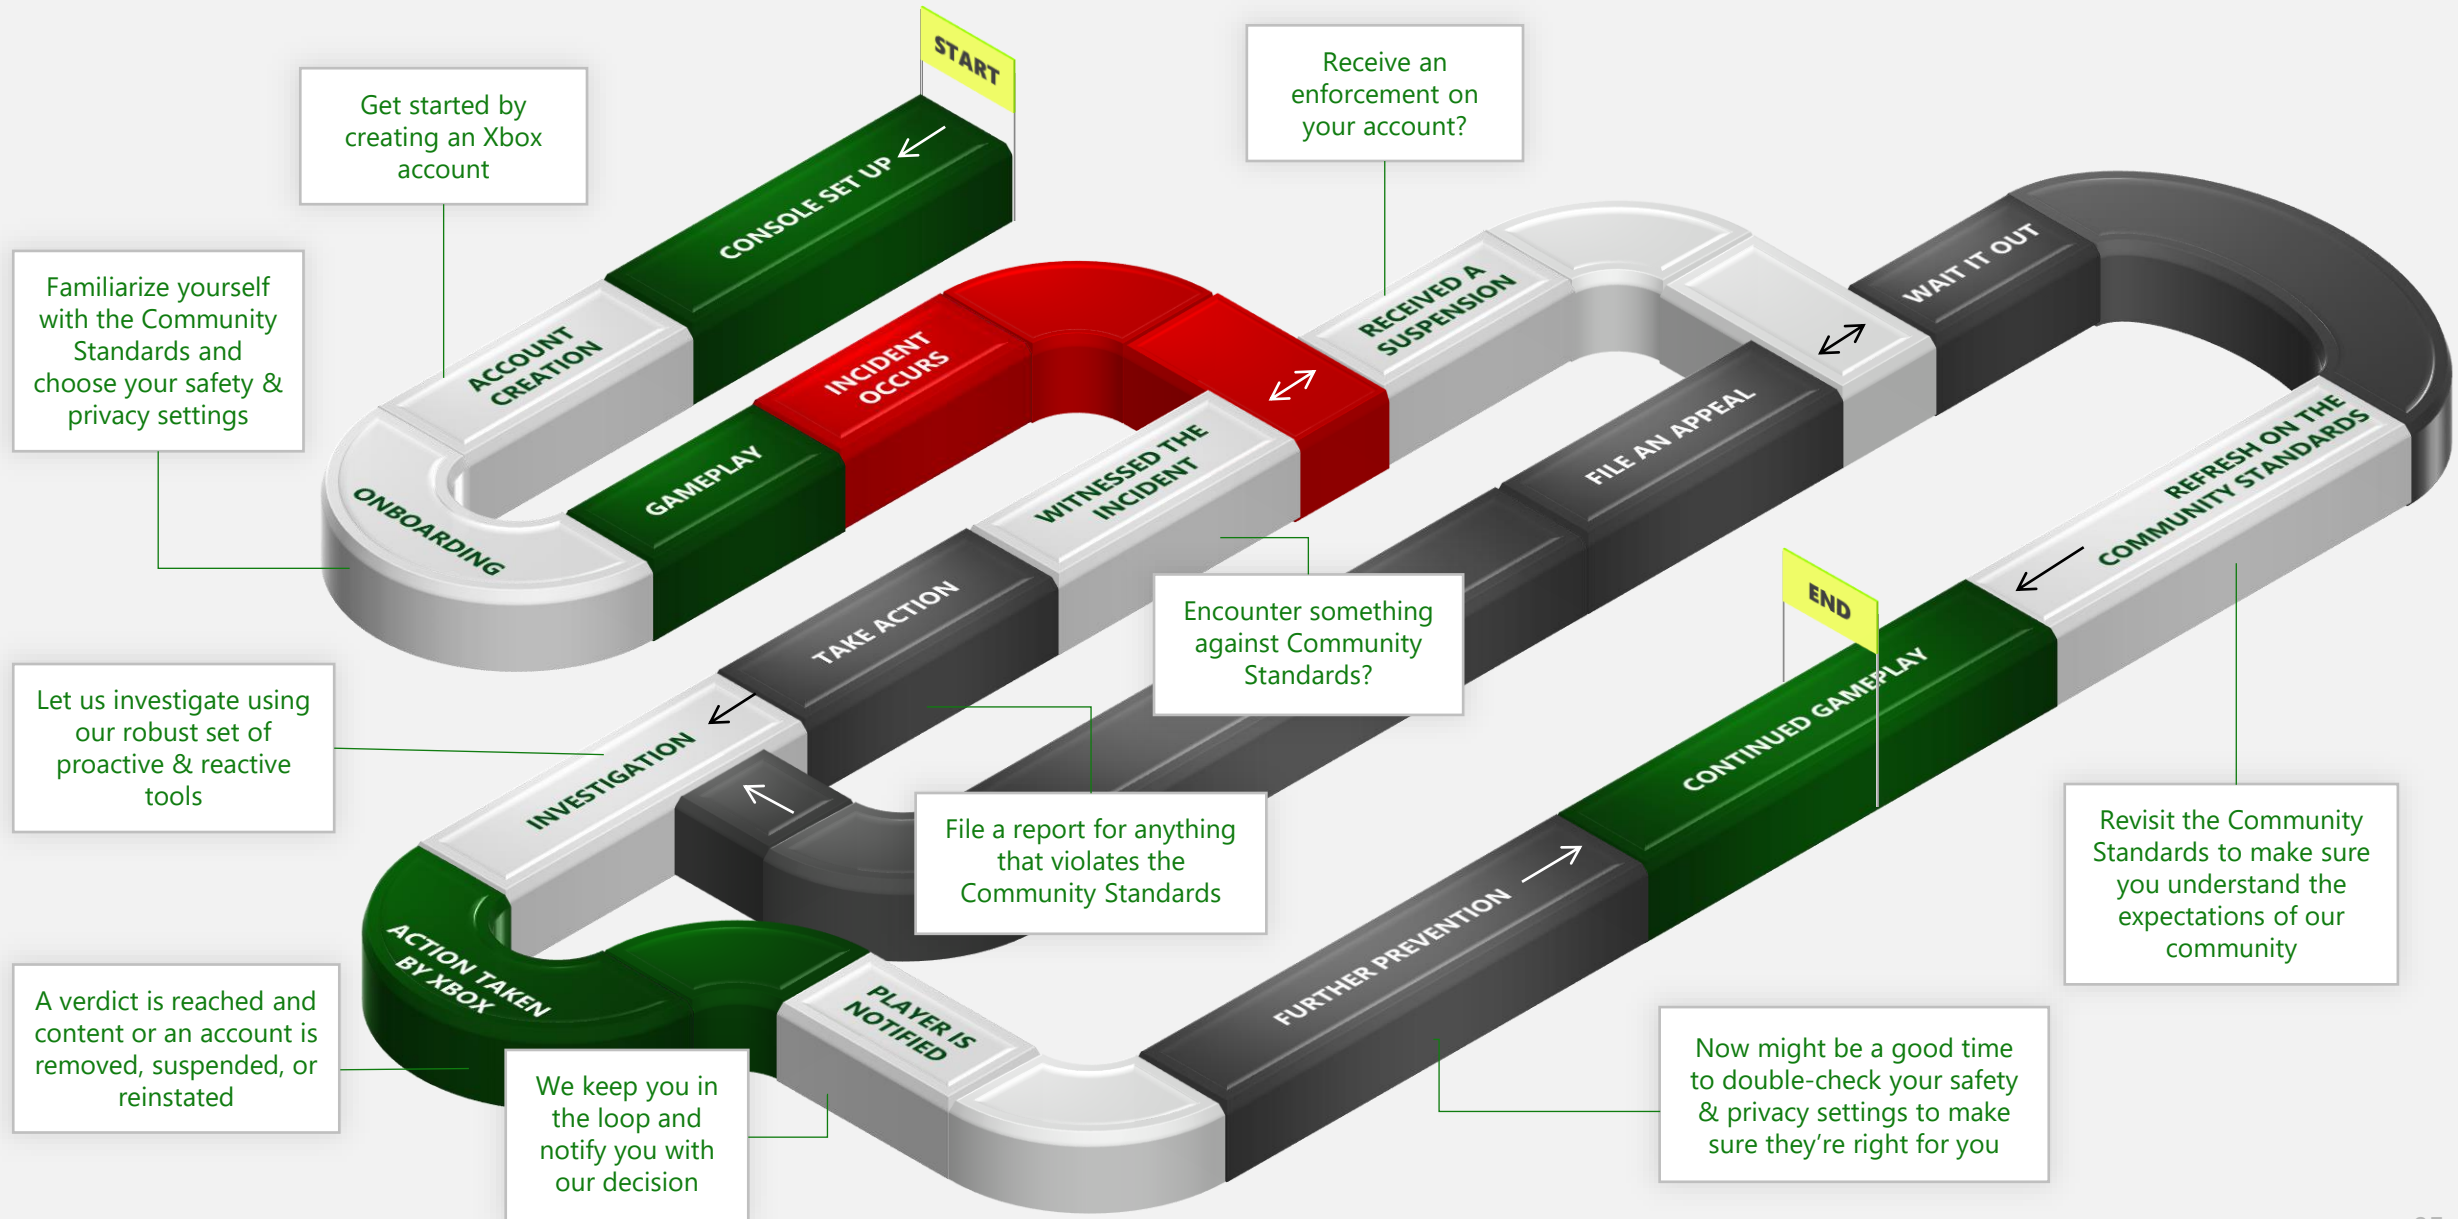 START
CONSOLE SET UP
Get started by
creating an Xbox
account
ACCOUNT
CREATION
Familiarize yourself
with the Community
Standards and
choose your safety &
privacy settings
ONBOARDING
GAMEPLAY
INCIDENT
OCCURS
Receive an
enforcement on
your account?
RECEIVED A
SUSPENSION
WAIT IT OUT
FILE AN APPEAL
REFRESH ON THE
COMMUNITY STANDARDS
WITNESSED THE
INCIDENT
Encounter something
against Community
Standards?
TAKE ACTION
File a report for anything
that violates the
Community Standards
Let us investigate using
our robust set of
proactive & reactive
tools
INVESTIGATION
ACTION TAKEN
BY XBOX
A verdict is reached and
content or an account is
removed, suspended, or
reinstated
PLAYER IS
NOTIFIED
We keep you in
the loop and
notify you with
our decision
FURTHER PREVENTION
Now might be a good time
to double-check your safety
& privacy settings to make
sure they’re right for you
END
CONTINUED GAMEPLAY
Revisit the Community
Standards to make sure
you understand the
expectations of our
community